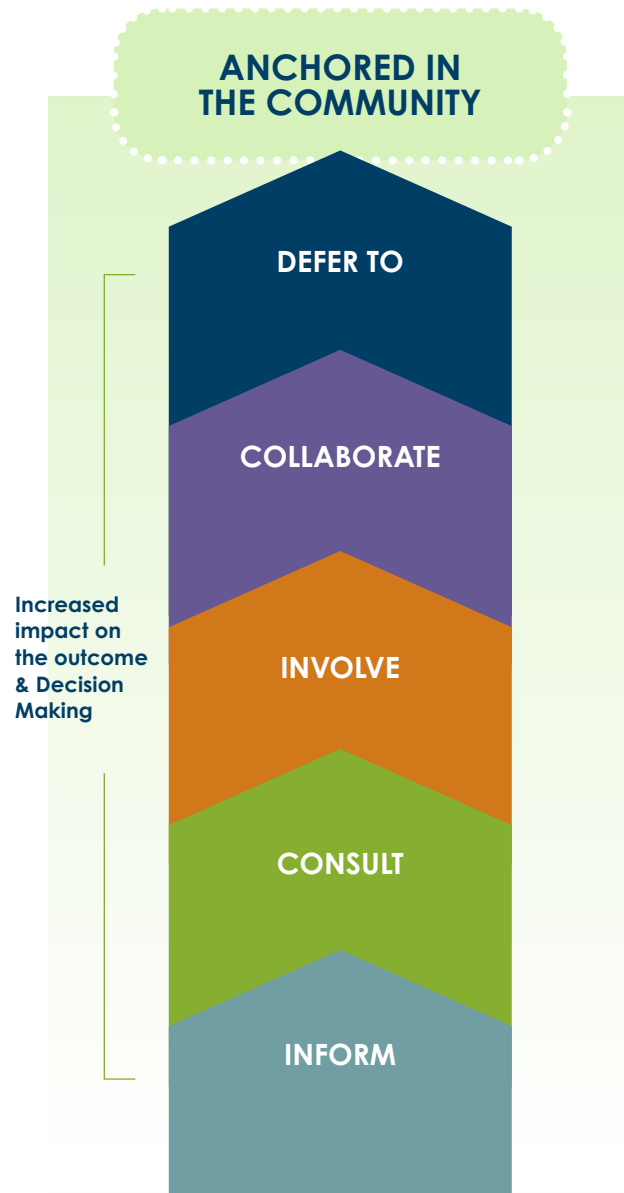 ANCHORED IN
THE COMMUNITY
DEFER TO
COLLABORATE
Increased
impact on
the outcome
& Decision
Making
INVOLVE
CONSULT
INFORM